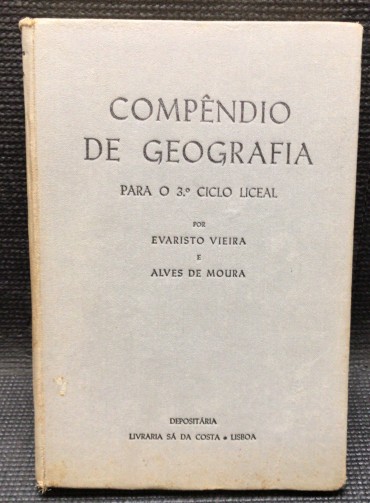 COMPÊNDIO
DE GEOGRAFIA
PARA O 3.º CICLO LICEAL
POR
EVARISTO VIEIRA
E
ALVES DE MOURA
DEPOSITÁRIA
LIVRARIA SÁ DA COSTA • LISBOA